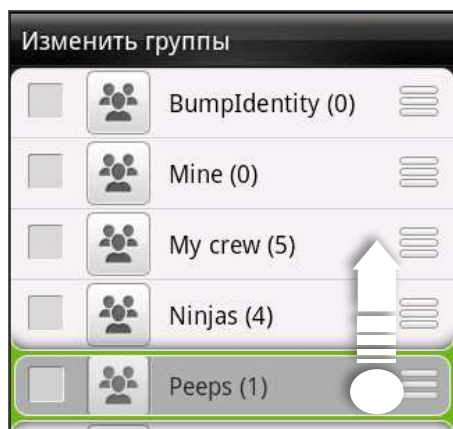 Изменить группы
BumpIdentity (0)
Mine (0)
My crew (5)
Ninjas (4)
Peeps (1)